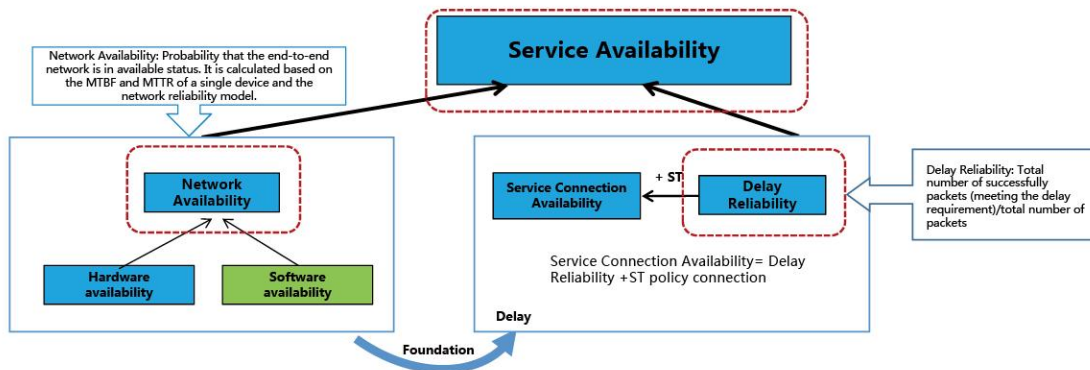 Service Availability
Network Availability: Probability that the end-to-end
network is in available status. It is calculated based on
the MTBF and MTTR of a single device and the
network reliability model.
Network
Availability
Hardware
availability
Software
availability
Service Connection
Availability
+ ST
Delay
Reliability
Service Connection Availability= Delay
Reliability +ST policy connection
Delay
Delay Reliability: Total
number of successfully
packets (meeting the delay
requirement)/total number of
packets
Foundation